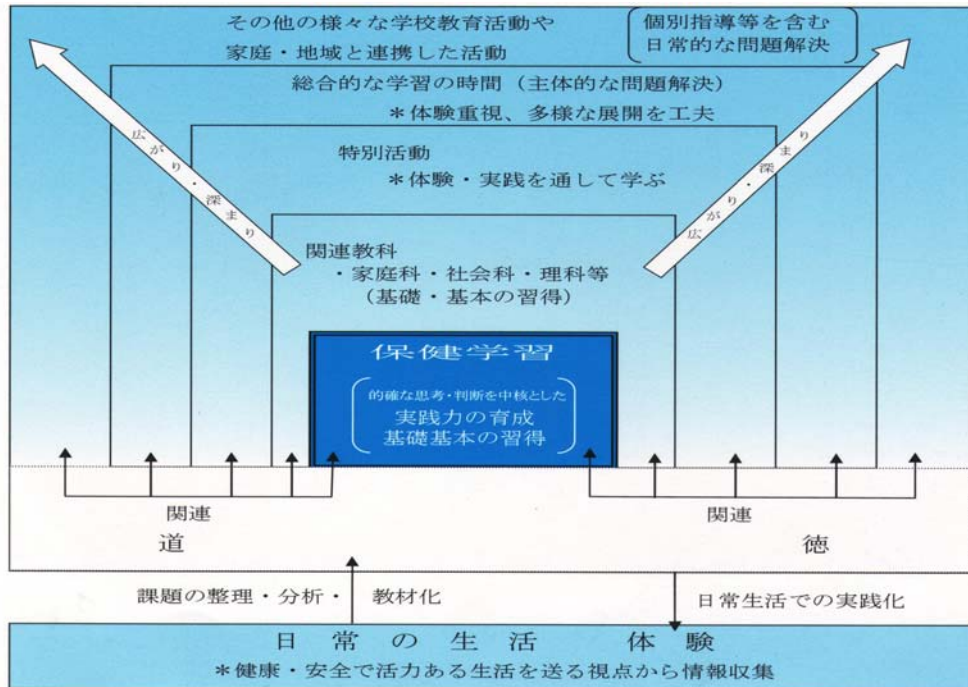 その他の様々な学校教育活動や
家庭・地域と連携した活動
個別指導等を含む
日常的な問題解決
総合的な学習の時間（主体的な問題解決）
＊体験重視、多様な展開を工夫
特別活動
＊体験・実践を通して学ぶ
広がり・深まり
広がり・深まり
関連教科
・家庭科・社会科・理科等
（基礎・基本の習得）
保健学習
的確な思考・判断を中核とした
実践力の育成
基礎基本の習得
関連
関連
道 徳
課題の整理・分析・ 教材化
日常生活での実践化
日常の生活 体験
＊健康・安全で活力ある生活を送る視点から情報収集